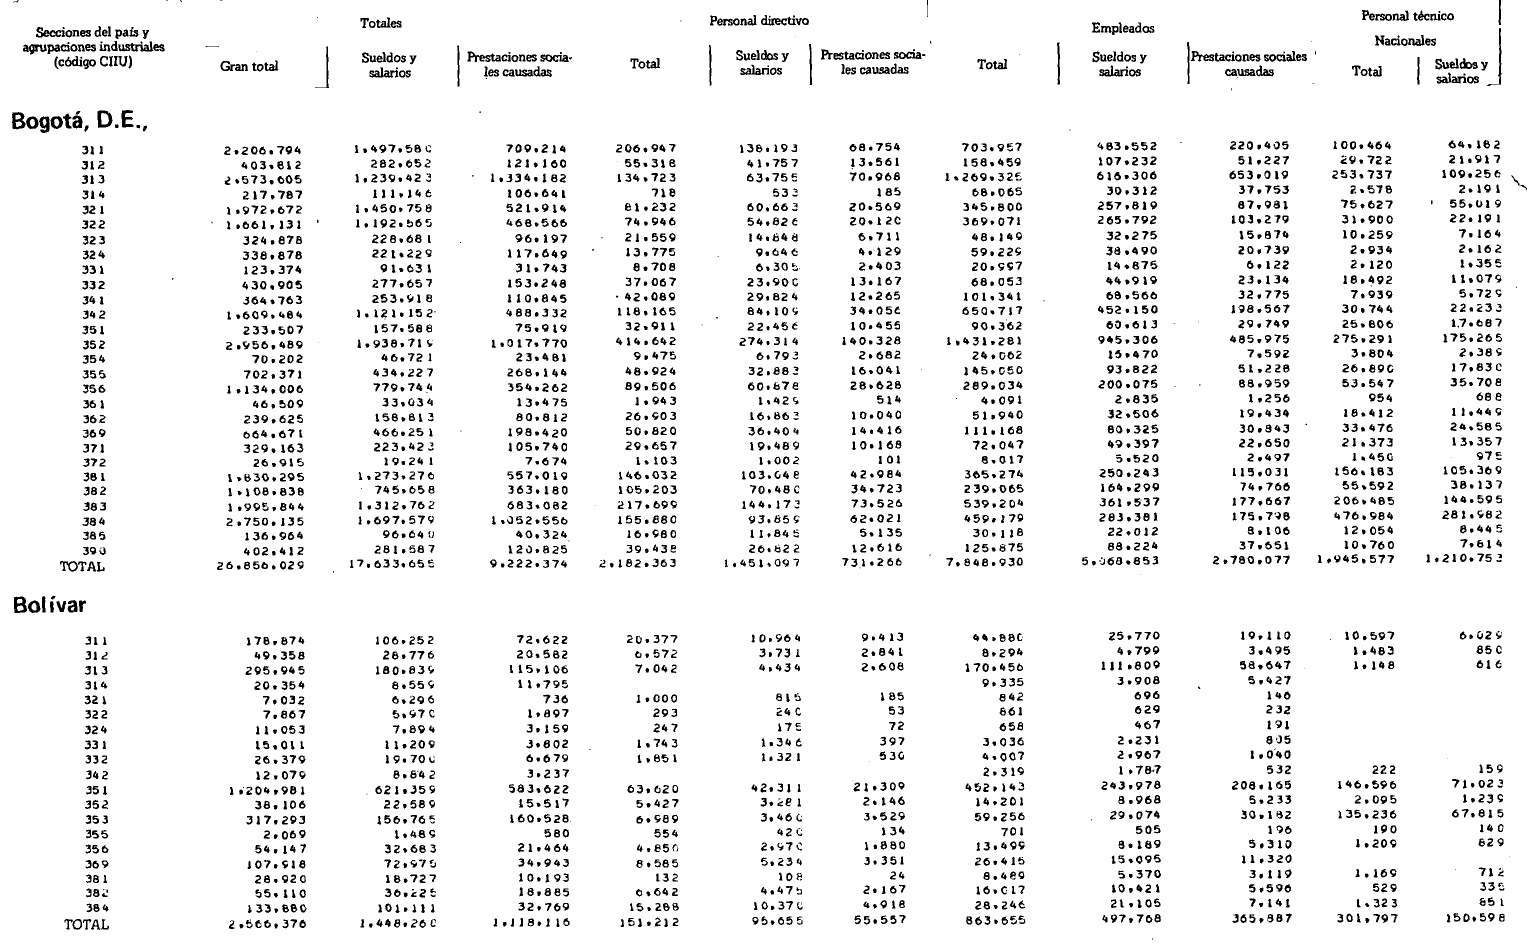 Totales Personal directivo Empleados Personal técnico
Secciones del país y agrupaciones industriales (código CIIU) Gran total Sueldos y salarios Prestaciones sociales causadas Total Sueldos y salarios Prestaciones sociales causadas Total Sueldos y salarios Prestaciones sociales causadas Nacionales Total Sueldos y salarios
Bogotá, D.E.,
311 2.206.794 1.497.580 709.214 206.947 138.193 68.754 703.957 483.552 220.405 100.464 64.182
312 403.812 282.652 121.160 55.318 41.757 13.561 158.459 107.232 51.227 29.722 21.917
313 2.573.605 1.239.423 1.334.182 134.723 63.755 70.968 1.269.325 616.306 653.019 253.737 109.256
314 217.787 111.146 106.641 718 533 185 68.065 30.312 37.753 2.578 2.191
321 1.972.672 1.450.758 521.914 81.232 60.663 20.569 345.800 257.819 87.981 75.627 55.019
322 1.661.131 1.192.565 468.566 74.946 54.826 20.120 369.071 265.792 103.279 31.900 22.191
323 324.878 228.681 96.197 21.559 14.848 6.711 48.149 32.275 15.874 10.259 7.164
324 338.878 221.229 117.649 13.775 9.646 4.129 59.229 38.490 20.739 2.934 2.162
331 123.374 91.631 31.743 8.708 6.305 2.403 20.997 14.875 6.122 2.120 1.355
332 430.905 277.657 153.248 37.067 23.900 13.167 68.053 44.919 23.134 18.492 11.079
341 364.763 253.918 110.845 42.089 29.824 12.265 101.341 68.566 32.775 7.939 5.729
342 1.609.484 1.121.152 488.332 118.165 84.109 34.056 650.717 452.150 198.567 30.744 22.233
351 233.507 157.588 75.919 32.911 22.456 10.455 90.362 60.613 29.749 25.806 17.687
352 2.956.489 1.938.719 1.017.770 414.642 274.314 140.328 1.431.281 945.306 485.975 275.291 175.265
354 70.202 46.721 23.481 9.475 6.793 2.682 24.062 15.470 7.592 3.804 2.389
355 702.371 434.227 268.144 48.924 32.883 16.041 145.050 93.822 51.228 26.890 17.830
356 1.134.006 779.744 354.262 89.506 60.878 28.628 289.034 200.075 88.959 53.547 35.708
361 46.509 33.034 13.475 1.943 1.429 514 4.091 2.835 1.256 954 688
362 239.625 158.813 80.812 26.903 16.863 10.040 51.940 32.506 19.434 18.412 11.449
369 664.671 466.251 198.420 50.820 36.404 14.416 111.168 80.325 30.843 33.476 24.585
371 329.163 223.423 105.740 29.657 19.489 10.168 72.047 49.397 22.650 21.373 13.357
372 26.915 19.241 7.674 1.103 1.002 101 8.017 5.520 2.497 1.450 975
381 1.830.295 1.273.276 557.019 146.032 103.048 42.984 365.274 250.243 115.031 156.183 105.369
382 1.108.838 745.658 363.180 105.203 70.480 34.723 239.065 164.299 74.766 55.592 38.137
383 1.995.844 1.312.762 683.082 217.699 144.173 73.526 539.204 361.537 177.667 206.485 144.595
384 2.750.135 1.697.579 1.052.556 155.880 93.859 62.021 459.179 283.381 175.798 476.984 281.982
385 136.964 96.640 40.324 16.980 11.845 5.135 30.118 22.012 8.106 12.054 8.445
390 402.412 281.587 120.825 39.438 26.822 12.616 125.875 88.224 37.651 10.760 7.614
TOTAL 26.856.029 17.633.655 9.222.374 2.182.363 1.451.097 731.266 7.848.930 5.068.853 2.780.077 1.945.577 1.210.753
Bolívar
311 178.874 106.252 72.622 20.377 10.964 9.413 44.880 25.770 19.110 10.597 6.029
312 49.358 28.776 20.582 6.572 3.731 2.841 8.294 4.799 3.495 1.483 850
313 295.945 180.839 115.106 7.042 4.434 2.608 170.456 111.809 58.647 1.148 616
314 20.354 8.559 11.795 9.335 3.908 5.427
321 7.032 6.296 736 1.000 815 185 842 696 146
322 7.867 5.970 1.897 293 240 53 861 629 232
324 11.053 7.894 3.159 247 175 72 658 467 191
331 15.011 11.209 3.802 1.743 1.346 397 3.036 2.231 805
332 26.379 19.700 6.679 1.851 1.321 530 4.007 2.967 1.040
342 12.079 8.842 3.237 2.319 1.787 532 222 159
351 1.204.981 621.359 583.622 63.620 42.311 21.309 452.143 243.978 208.165 146.596 71.023
352 38.106 22.589 15.517 5.427 3.281 2.146 14.201 8.968 5.233 2.095 1.239
353 317.293 156.765 160.528 6.989 3.460 3.529 59.256 29.074 30.182 135.236 67.815
355 2.069 1.489 580 554 420 134 701 505 196 190 140
356 54.147 32.683 21.464 4.850 2.970 1.880 13.499 8.189 5.310 1.209 829
369 107.918 72.975 34.943 8.585 5.234 3.351 26.415 15.095 11.320
381 28.920 18.727 10.193 132 108 24 8.489 5.370 3.119 1.169 712
382 55.110 36.225 18.885 6.642 4.475 2.167 16.017 10.421 5.596 529 335
384 133.880 101.111 32.769 15.288 10.370 4.918 28.246 21.105 7.141 1.323 851
TOTAL 2.566.376 1.448.260 1.118.116 151.212 95.655 55.557 863.655 497.768 365.887 301.797 150.598